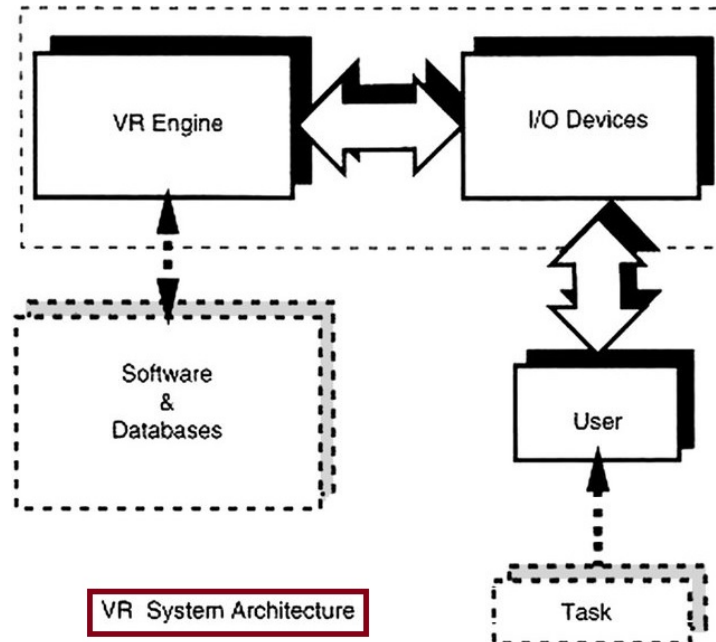 VR Engine
I/O Devices
Software
&
Databases
User
VR System Architecture
Task